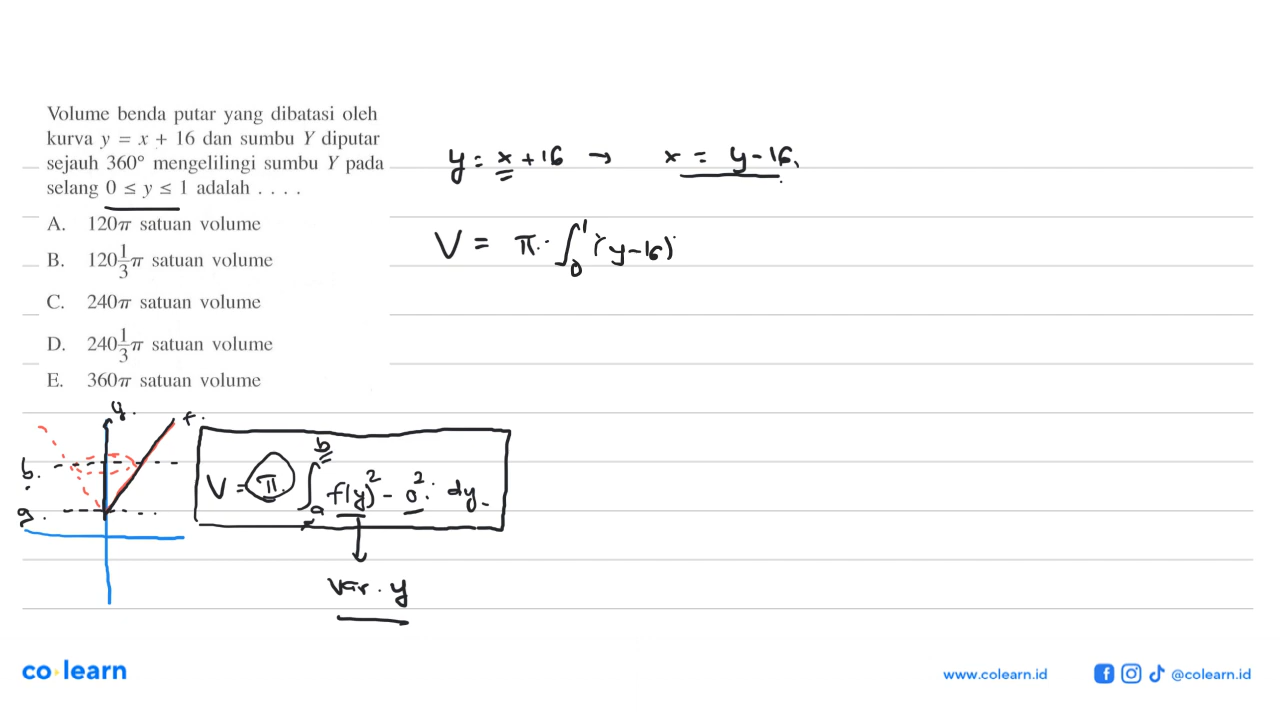 Volume benda putar yang dibatasi oleh
kurva y = x + 16 dan sumbu Y diputar
sejauh 360° mengelilingi sumbu Y pada
selang 0 ≤ y ≤ 1 adalah . . . .
A. 120π satuan volume
B. 120 1/3 π satuan volume
C. 240π satuan volume
D. 240 1/3 π satuan volume
E. 360π satuan volume
y = x + 16 → x = y - 16
V = π ∫₀¹ (y - 16)
y.
b.
a.
V = π ∫ₐᵇ f(y)² - 0² dy
var. y
co learn
www.colearn.id
@colearn.id